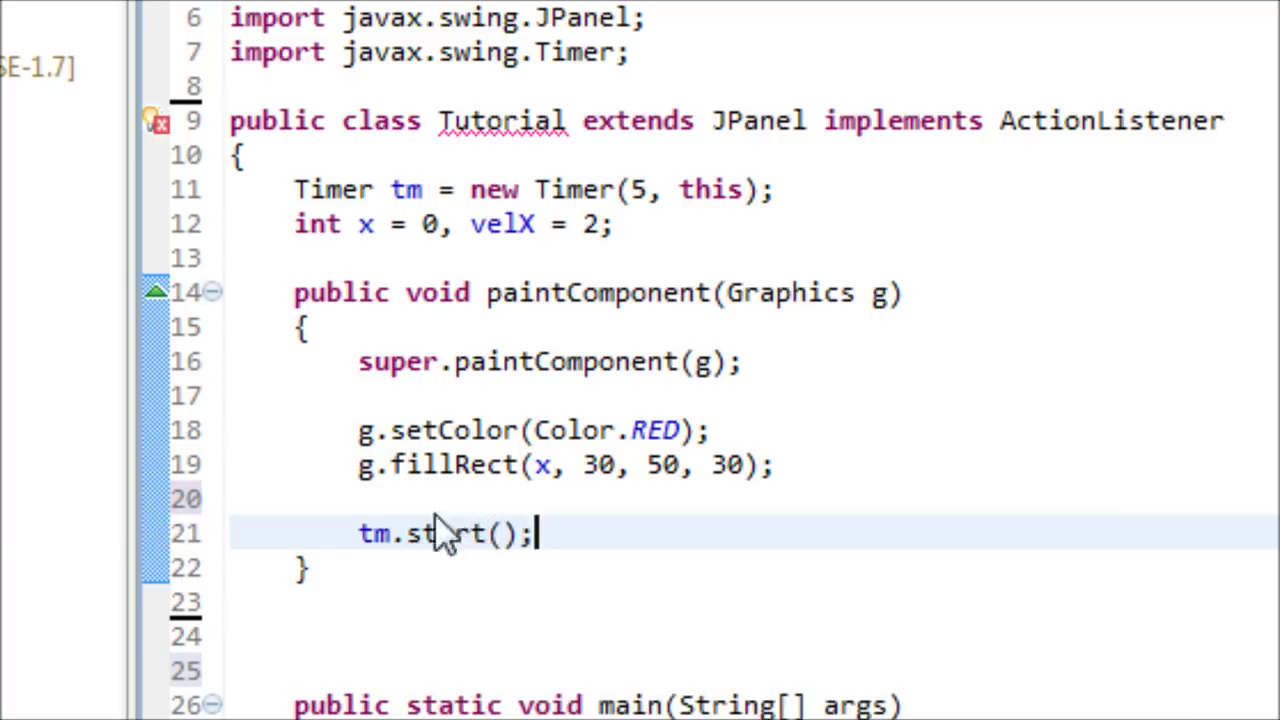 6 import javax.swing.JPanel;
7 import javax.swing.Timer;
SE-1.7]
8
9 public class Tutorial extends JPanel implements ActionListener
10 {
11 Timer tm = new Timer(5, this);
12 int x = 0, velX = 2;
13
14 public void paintComponent(Graphics g)
15 {
16 super.paintComponent(g);
17
18 g.setColor(Color.RED);
19 g.fillRect(x, 30, 50, 30);
20
21 tm.start();
22 }
23
24
25
26 public static void main(String[] args)